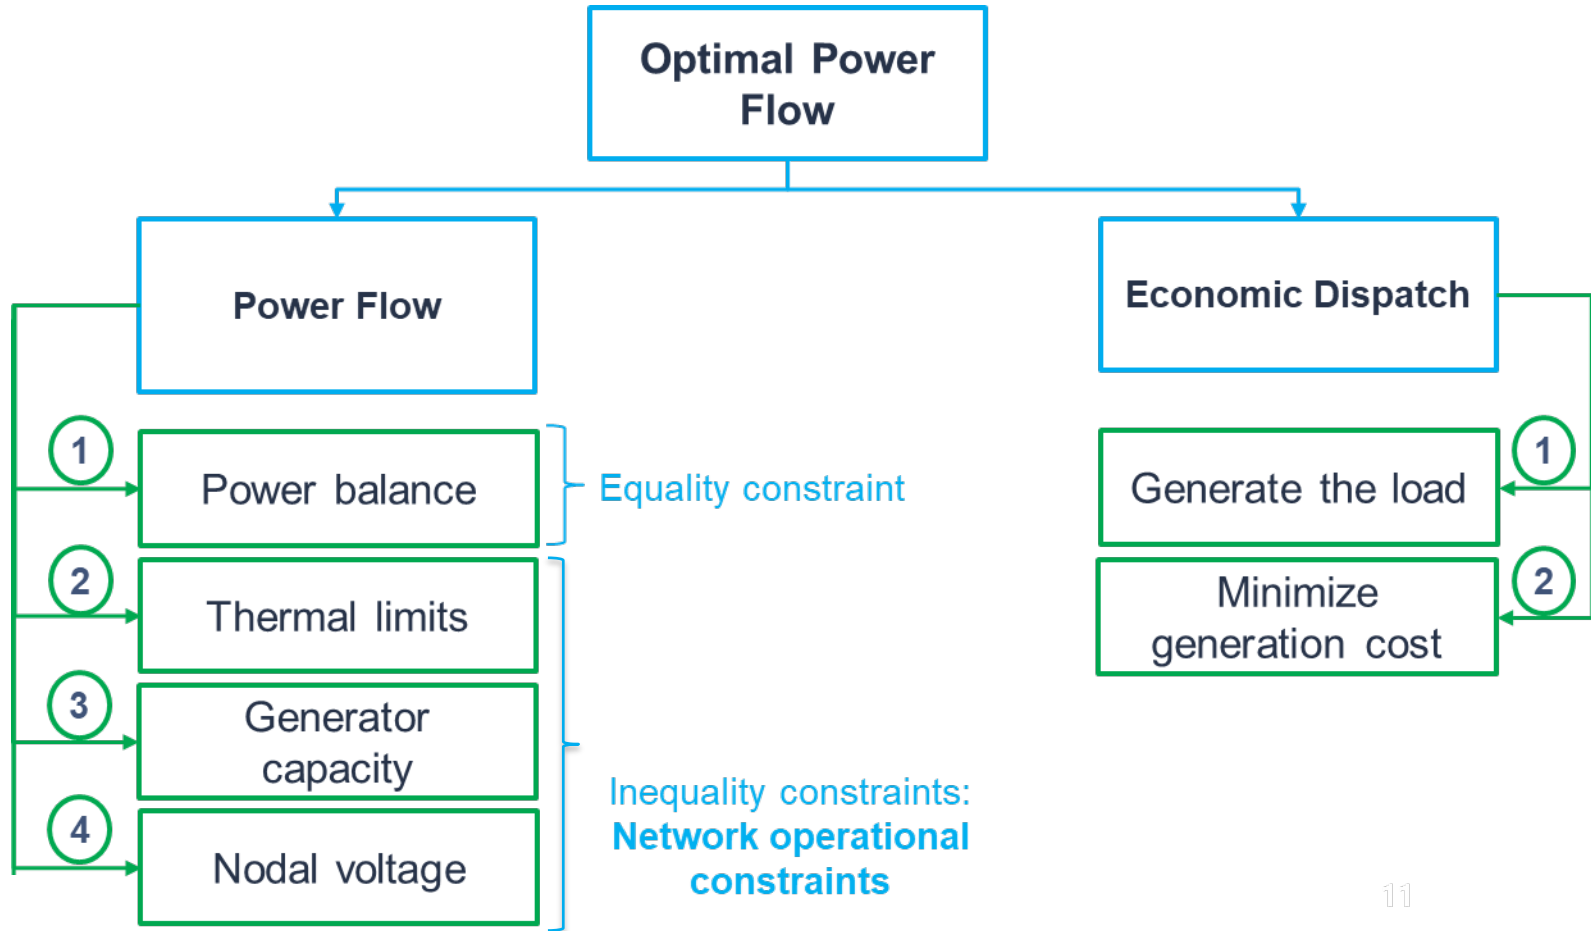 Optimal Power
Flow
Power Flow
Economic Dispatch
1
Power balance
Equality constraint
2
Thermal limits
3
Generator
capacity
4
Nodal voltage
Inequality constraints:
Network operational
constraints
1
Generate the load
2
Minimize
generation cost
11